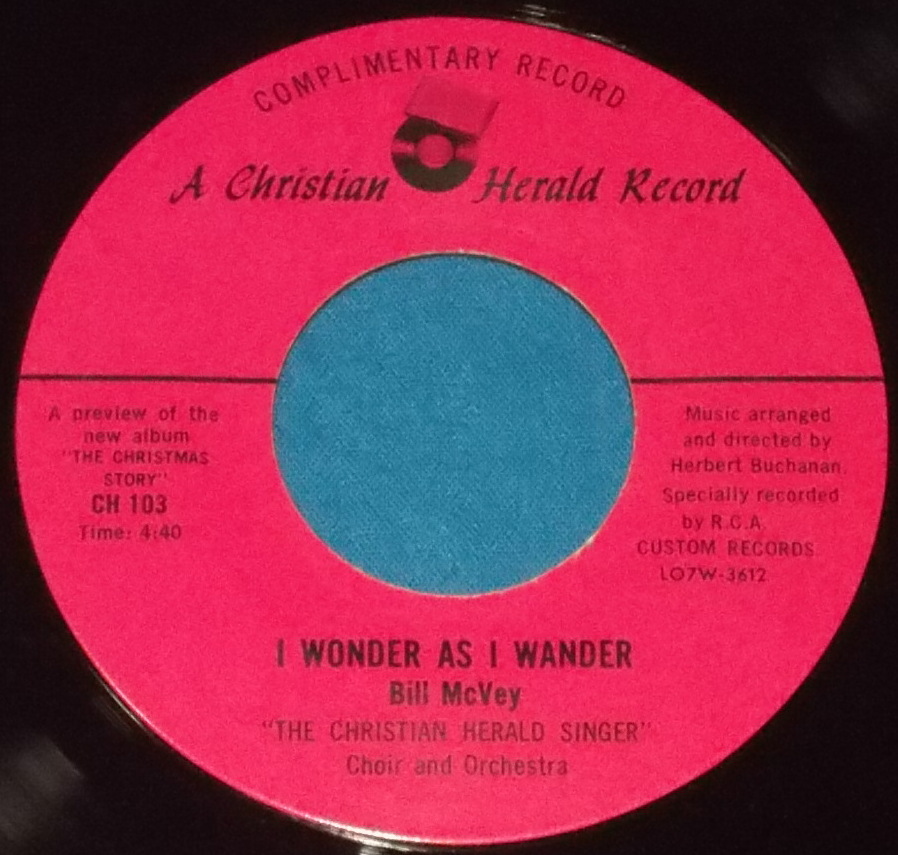 COMPLIMENTARY RECORD
A Christian Herald Record
A preview of the
new album
"THE CHRISTMAS
STORY"
CH 103
Time: 4:40
Music arranged
and directed by
Herbert Buchanan
Specially recorded
by R.C.A.
CUSTOM RECORDS
LO7W-3612
I WONDER AS I WANDER
Bill McVey
"THE CHRISTIAN HERALD SINGER"
Choir and Orchestra